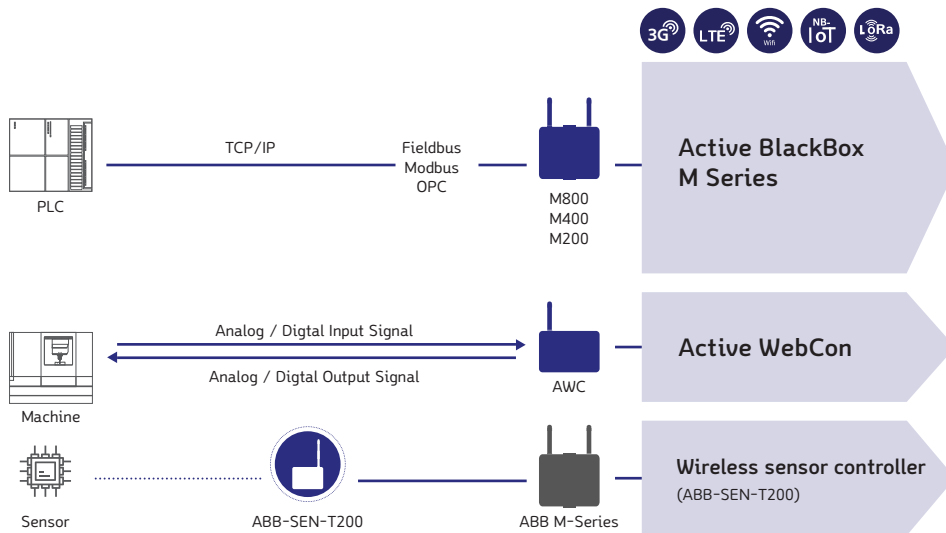 3G
LTE
Wifi
NB-
IoT
LoRa
TCP/IP
Fieldbus
Modbus
OPC
PLC
M800
M400
M200
Active BlackBox
M Series
Analog / Digtal Input Signal
Analog / Digtal Output Signal
Machine
AWC
Active WebCon
Sensor
ABB-SEN-T200
ABB M-Series
Wireless sensor controller
(ABB-SEN-T200)